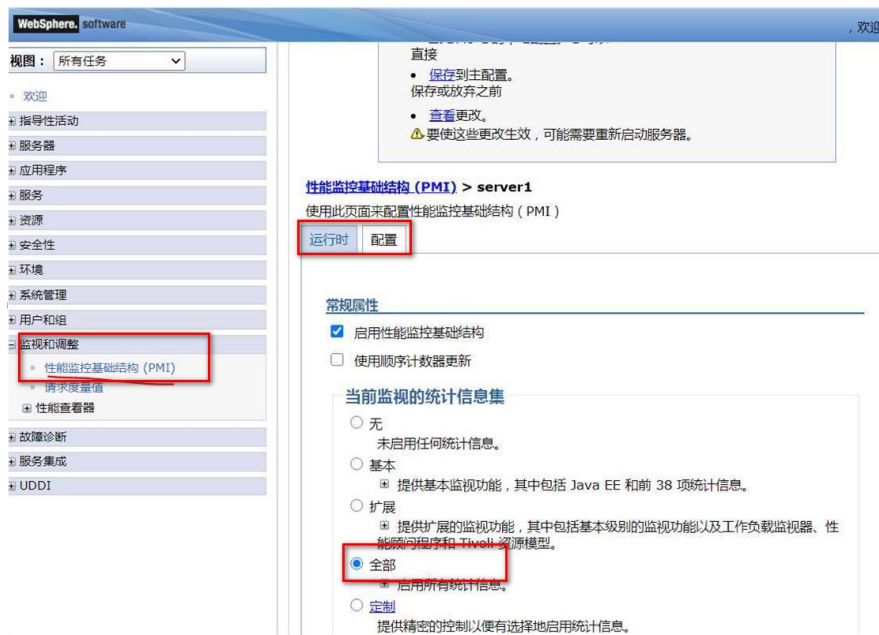 WebSphere. software
，欢迎
视图： 所有任务
欢迎
指导性活动
服务器
应用程序
服务
资源
安全性
环境
系统管理
用户和组
监视和调整
性能监控基础结构 (PMI)
请求度量值
性能查看器
故障诊断
服务集成
UDDI
直接
• 保存到主配置。
保存或放弃之前
• 查看更改。
要使这些更改生效，可能需要重新启动服务器。
性能监控基础结构 (PMI) > server1
使用此页面来配置性能监控基础结构（PMI）
运行时 配置
常规属性
启用性能监控基础结构
使用顺序计数器更新
当前监视的统计信息集
无
未启用任何统计信息。
基本
提供基本监视功能，其中包括 Java EE 和前 38 项统计信息。
扩展
提供扩展的监视功能，其中包括基本级别的监视功能以及工作负载监视器、性
能顾问程序和 Tivoli 资源模型。
全部
启用所有统计信息。
定制
提供精密的控制以便有选择地启用统计信息。